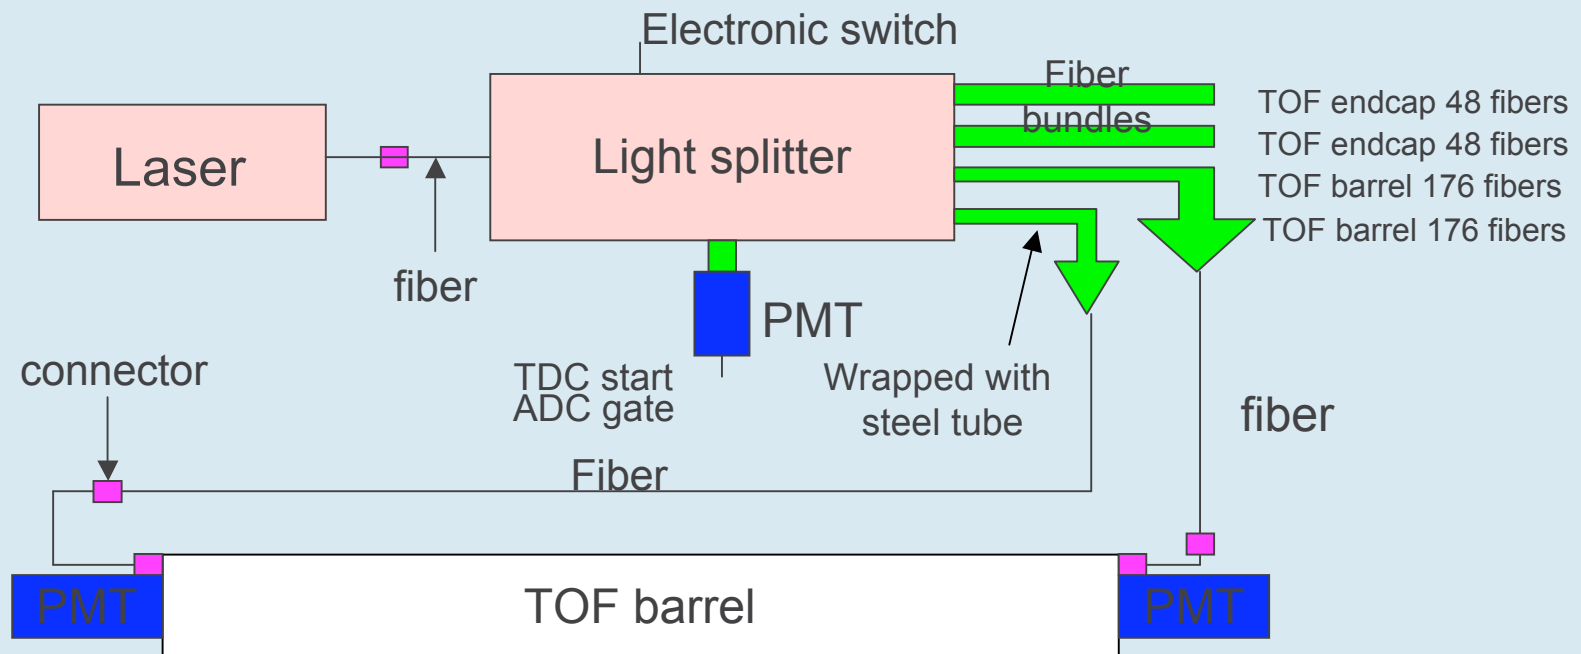 Electronic switch
Fiber
bundles
TOF endcap 48 fibers
TOF endcap 48 fibers
TOF barrel 176 fibers
TOF barrel 176 fibers
Laser
Light splitter
fiber
PMT
TDC start
ADC gate
Wrapped with
steel tube
connector
fiber
Fiber
PMT
TOF barrel
PMT